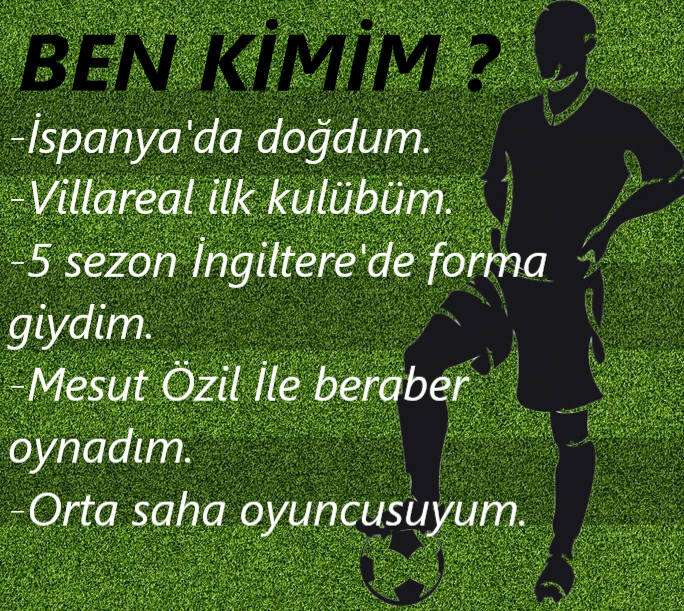 BEN KİMİM ?
-İspanya'da doğdum.
-Villareal ilk kulübüm.
-5 sezon İngiltere'de forma
giydim.
-Mesut Özil İle beraber
oynadım.
-Orta saha oyuncusuyum.